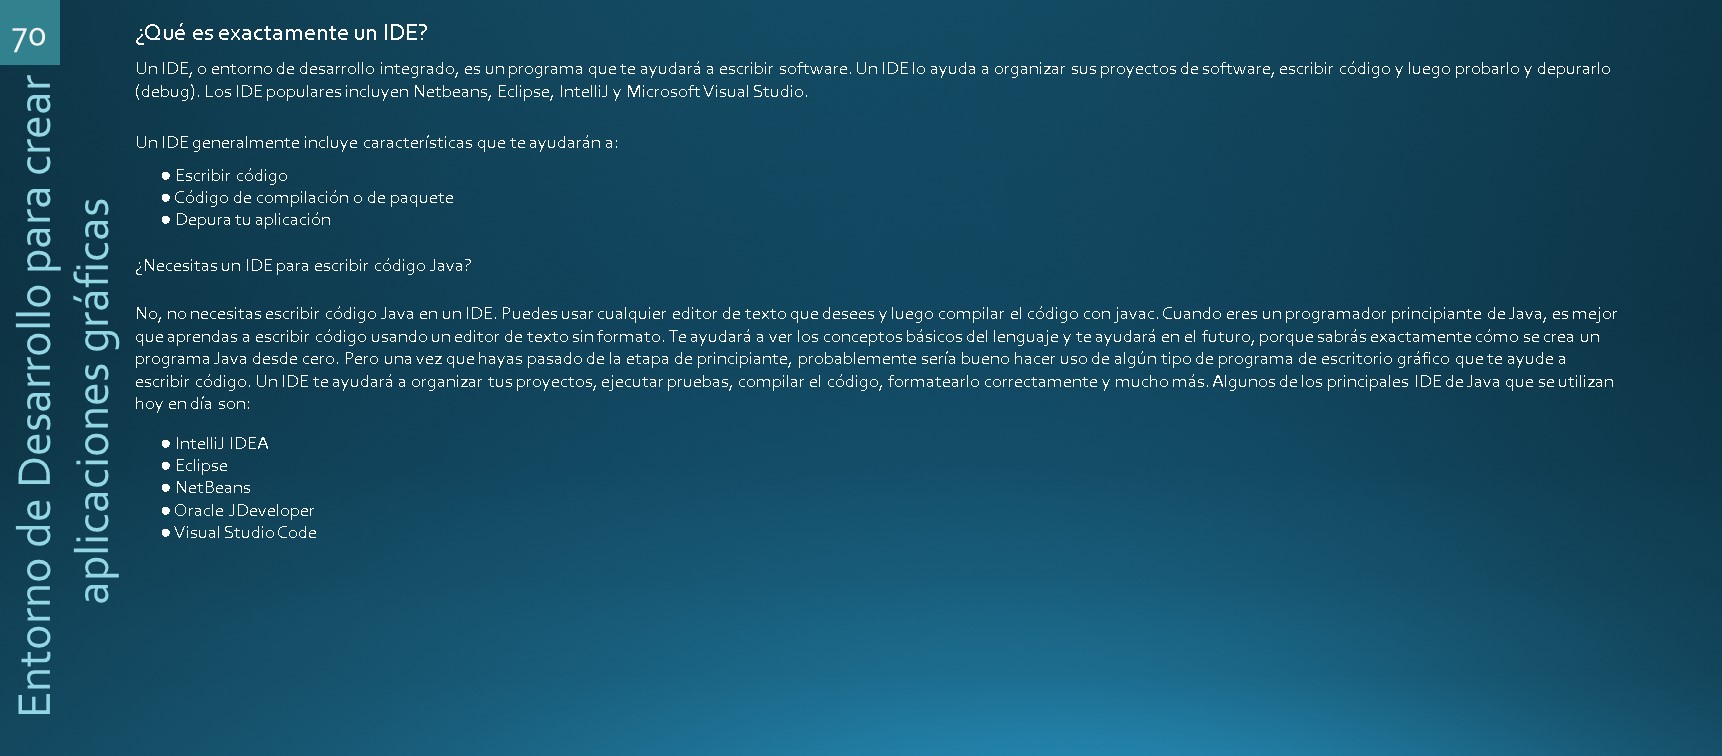 70
Entorno de Desarrollo para crear
aplicaciones gráficas
¿Qué es exactamente un IDE?
Un IDE, o entorno de desarrollo integrado, es un programa que te ayudará a escribir software. Un IDE lo ayuda a organizar sus proyectos de software, escribir código y luego probarlo y depurarlo
(debug). Los IDE populares incluyen Netbeans, Eclipse, IntelliJ y Microsoft Visual Studio.
Un IDE generalmente incluye características que te ayudarán a:
● Escribir código
● Código de compilación o de paquete
● Depura tu aplicación
¿Necesitas un IDE para escribir código Java?
No, no necesitas escribir código Java en un IDE. Puedes usar cualquier editor de texto que desees y luego compilar el código con javac. Cuando eres un programador principiante de Java, es mejor
que aprendas a escribir código usando un editor de texto sin formato. Te ayudará a ver los conceptos básicos del lenguaje y te ayudará en el futuro, porque sabrás exactamente cómo se crea un
programa Java desde cero. Pero una vez que hayas pasado de la etapa de principiante, probablemente sería bueno hacer uso de algún tipo de programa de escritorio gráfico que te ayude a
escribir código. Un IDE te ayudará a organizar tus proyectos, ejecutar pruebas, compilar el código, formatearlo correctamente y mucho más. Algunos de los principales IDE de Java que se utilizan
hoy en día son:
● IntelliJ IDEA
● Eclipse
● NetBeans
● Oracle JDeveloper
● Visual Studio Code